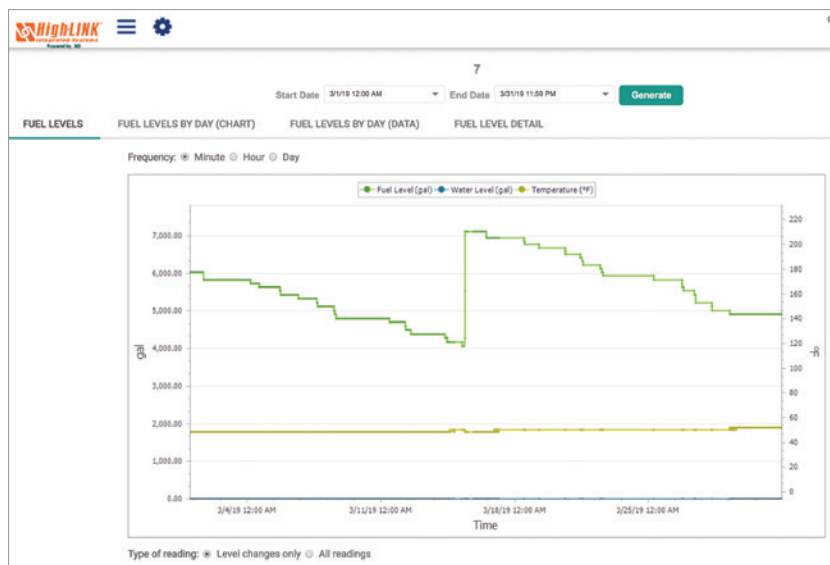 HighLINK
Integrated Systems
7
Start Date 3/1/19 12:00 AM End Date 3/31/19 11:59 PM Generate
FUEL LEVELS FUEL LEVELS BY DAY (CHART) FUEL LEVELS BY DAY (DATA) FUEL LEVEL DETAIL
Frequency: Minute Hour Day
Fuel Level (gal) Water Level (gal) Temperature (°F)
220
7,000.00 200
6,000.00 180
160
5,000.00 140
4,000.00 120
gal °F
100
3,000.00 80
2,000.00 60
40
1,000.00 20
0.00 0
3/4/19 12:00 AM 3/11/19 12:00 AM 3/18/19 12:00 AM 3/25/19 12:00 AM
Time
Type of reading: Level changes only All readings